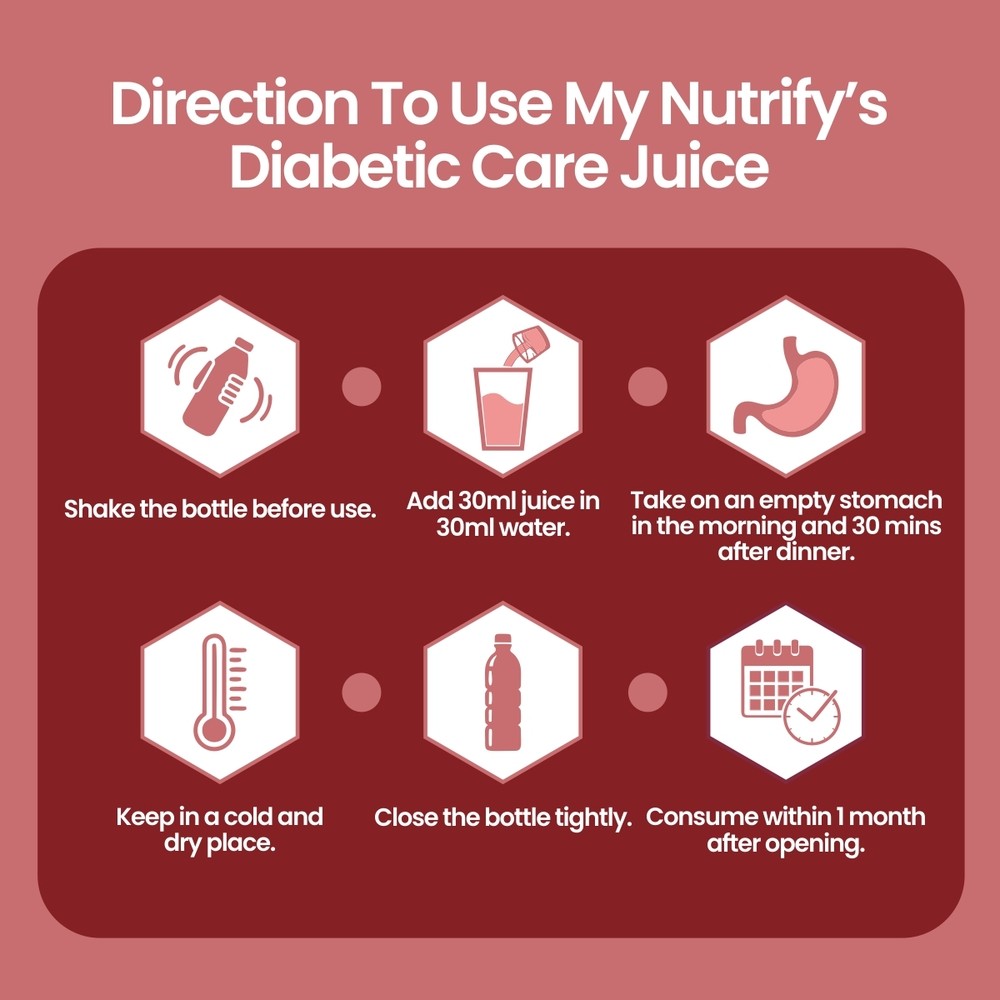 Direction To Use My Nutrify’s
Diabetic Care Juice
Shake the bottle before use.
Add 30ml juice in
30ml water.
Take on an empty stomach
in the morning and 30 mins
after dinner.
Keep in a cold and
dry place.
Close the bottle tightly.
Consume within 1 month
after opening.